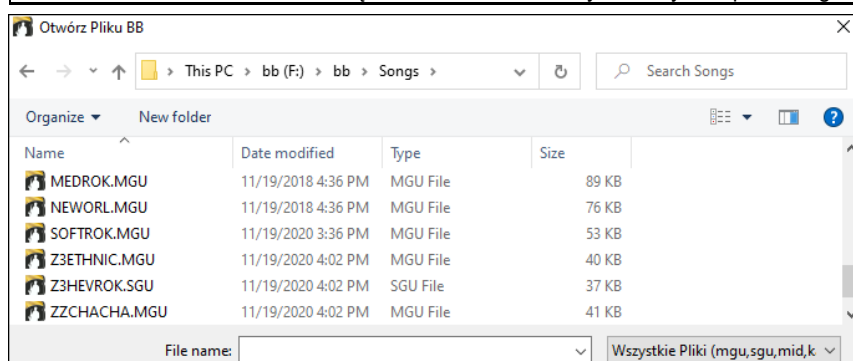 Otwórz Pliku BB
This PC > bb (F:) > bb > Songs > Search Songs
Organize New folder
Name Date modified Type Size
MEDROK.MGU 11/19/2018 4:36 PM MGU File 89 KB
NEWORL.MGU 11/19/2018 4:36 PM MGU File 76 KB
SOFTROK.MGU 11/19/2020 3:36 PM MGU File 53 KB
Z3ETHNIC.MGU 11/19/2020 4:02 PM MGU File 40 KB
Z3HEVROK.SGU 11/19/2020 4:02 PM SGU File 37 KB
ZZCHACHA.MGU 11/19/2020 4:02 PM MGU File 41 KB
File name: Wszystkie Pliki (mgu,sgu,mid,k